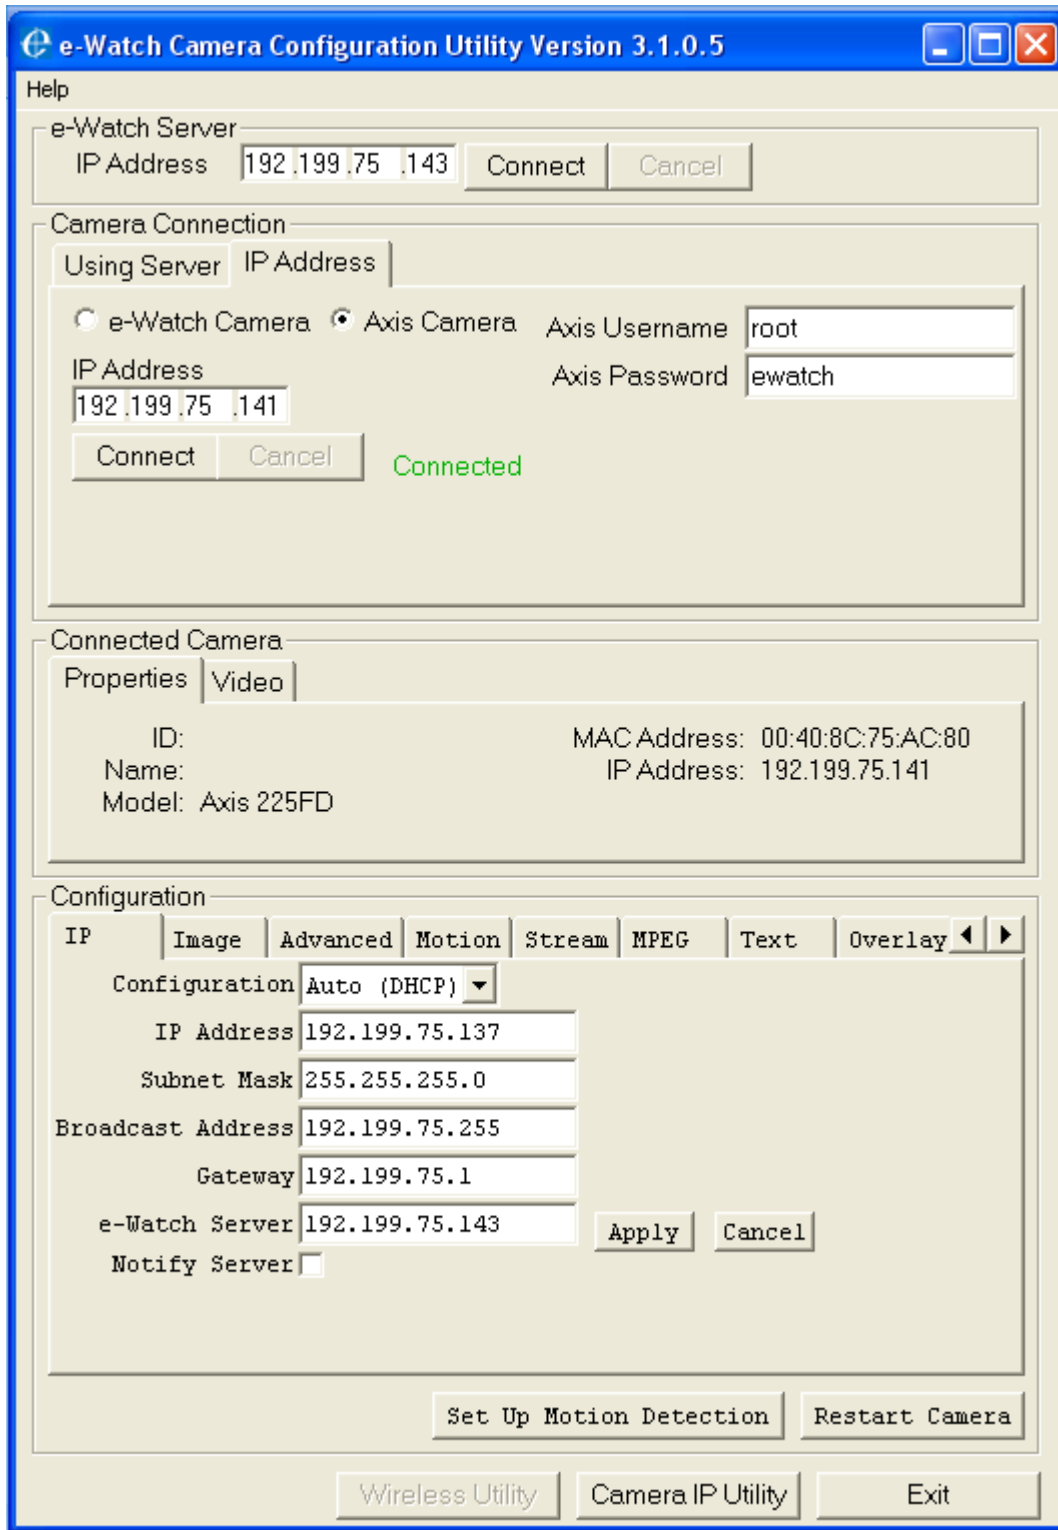 e-Watch Camera Configuration Utility Version 3.1.0.5
Help
e-Watch Server
IP Address 192 .199 .75 .143 Connect Cancel
Camera Connection
Using Server IP Address
e-Watch Camera Axis Camera Axis Username root
IP Address Axis Password ewatch
192 .199 .75 .141
Connect Cancel Connected
Connected Camera
Properties Video
ID: MAC Address: 00:40:8C:75:AC:80
Name: IP Address: 192.199.75.141
Model: Axis 225FD
Configuration
IP Image Advanced Motion Stream MPEG Text Overlay
Configuration Auto (DHCP)
IP Address 192.199.75.137
Subnet Mask 255.255.255.0
Broadcast Address 192.199.75.255
Gateway 192.199.75.1
e-Watch Server 192.199.75.143 Apply Cancel
Notify Server
Set Up Motion Detection Restart Camera
Wireless Utility Camera IP Utility Exit